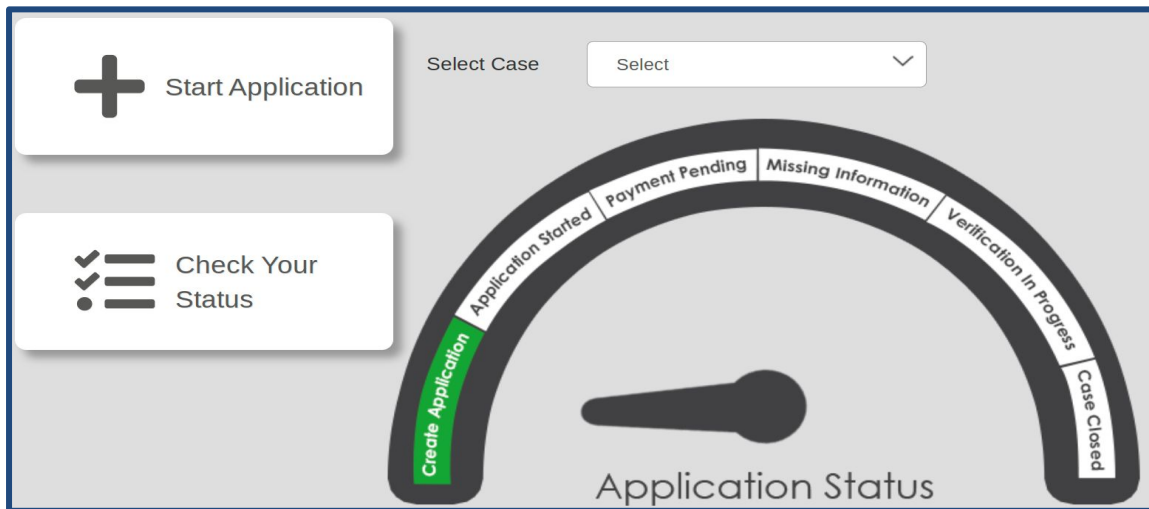 Start Application
Select Case
Select
Check Your
Status
Create Application
Application Started
Payment Pending
Missing Information
Verification In Progress
Case Closed
Application Status